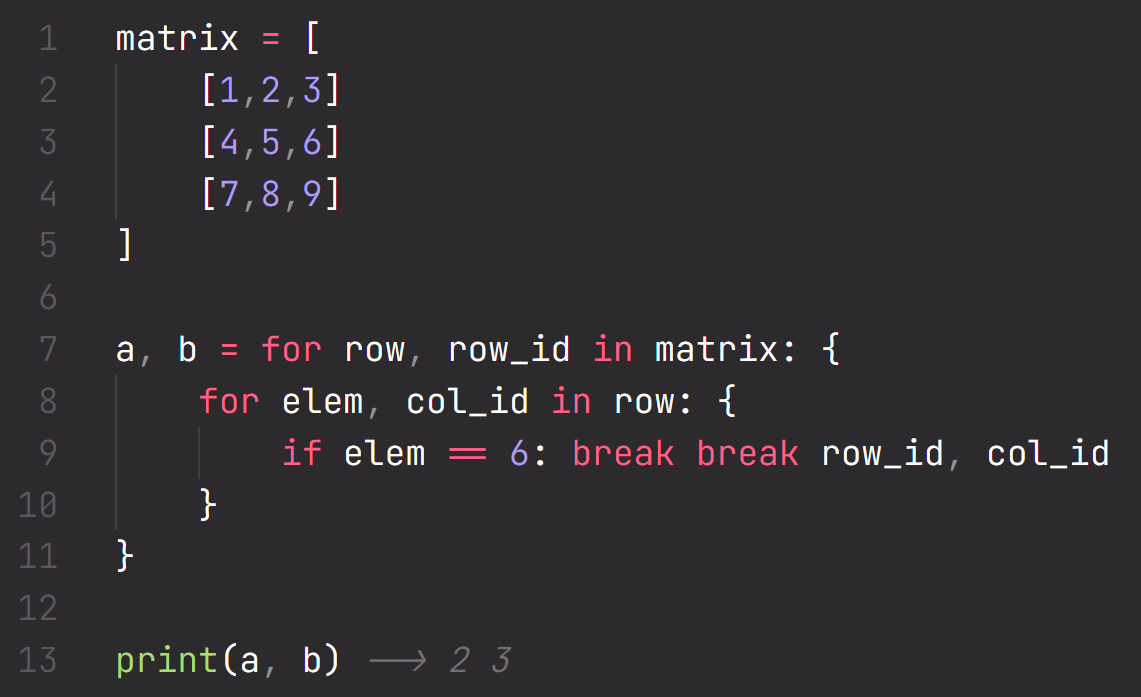 1 matrix = [
2     [1,2,3]
3     [4,5,6]
4     [7,8,9]
5 ]
6
7 a, b = for row, row_id in matrix: {
8     for elem, col_id in row: {
9         if elem == 6: break break row_id, col_id
10     }
11 }
12
13 print(a, b) --> 2 3